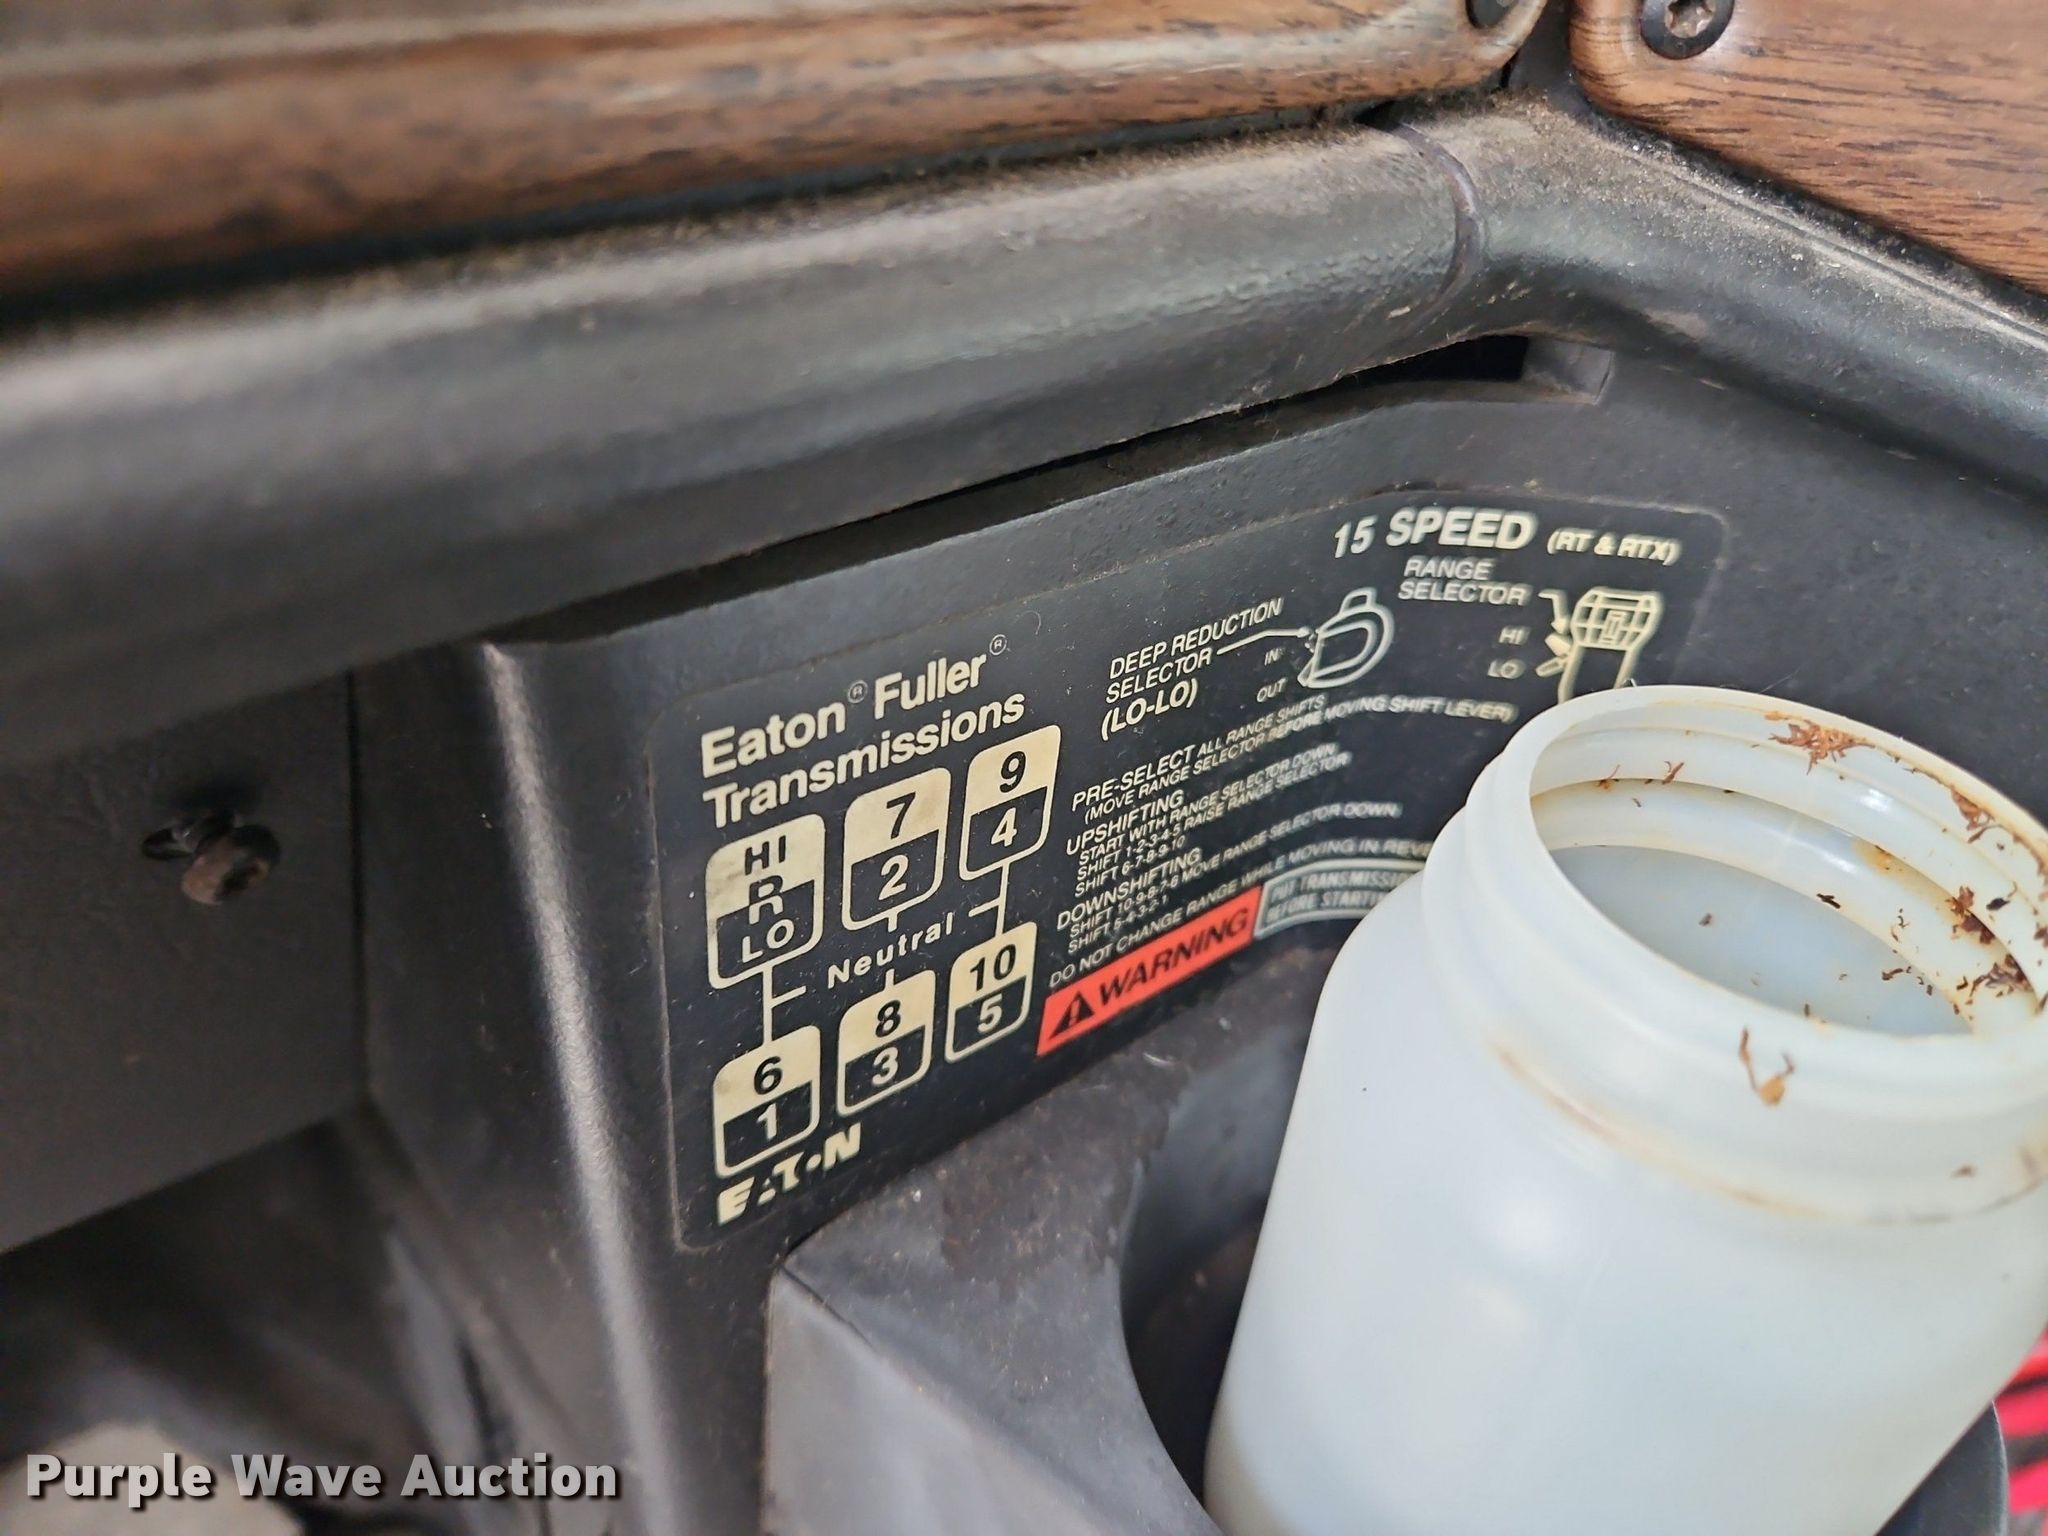 15 SPEED (RT & RTX)
RANGE
SELECTOR
HI
LO
DEEP REDUCTION
SELECTOR
(LO-LO)
IN
OUT
Eaton® Fuller®
Transmissions
HI
R
LO
7
2
9
4
Neutral
6
1
8
3
10
5
EATON
PRE-SELECT ALL RANGE SHIFTS
(MOVE RANGE SELECTOR BEFORE MOVING SHIFT LEVER)
UPSHIFTING
START WITH RANGE SELECTOR DOWN
SHIFT 1-2-3-4-5 RAISE RANGE SELECTOR
SHIFT 6-7-8-9-10
DOWNSHIFTING
SHIFT 10-9-8-7-6 MOVE RANGE SELECTOR DOWN
SHIFT 5-4-3-2-1
DO NOT CHANGE RANGE WHILE MOVING IN
WARNING
PUT
BEFORE
Purple Wave Auction